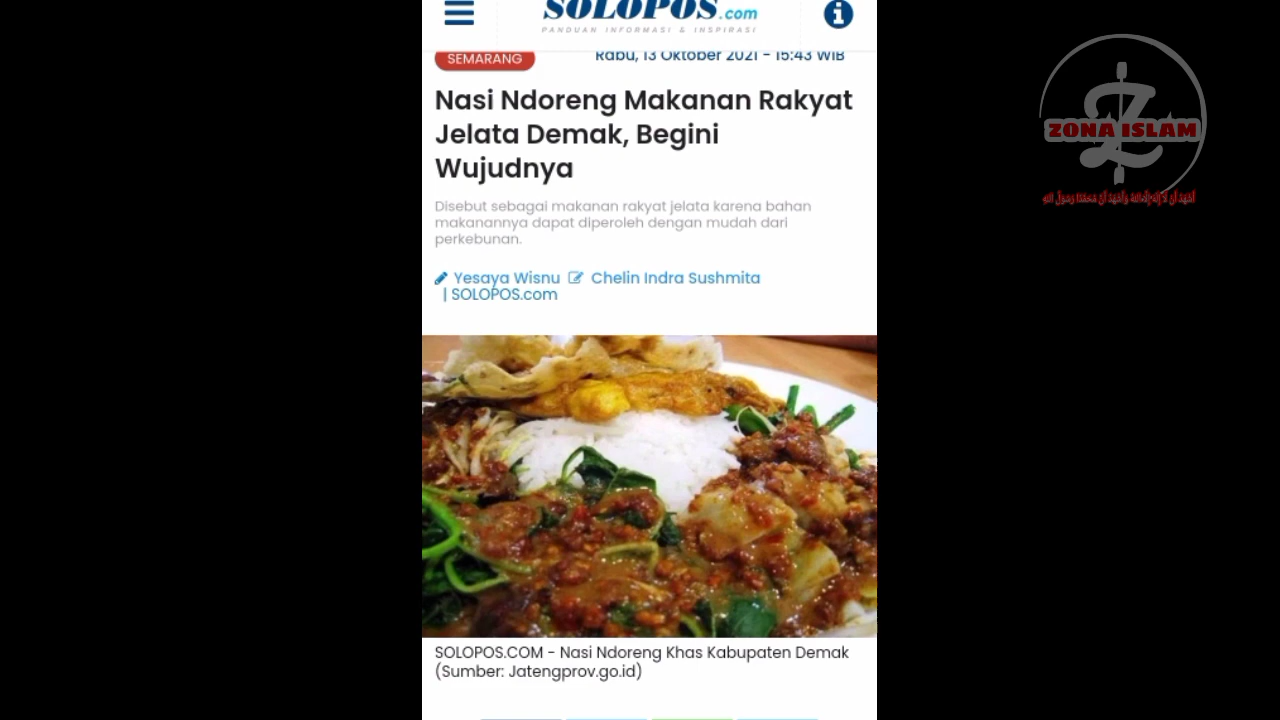 SOLOPOS.com
PANDUAN INFORMASI & INSPIRASI
SEMARANG
Rabu, 13 Oktober 2021 - 15:43 WIB
Nasi Ndoreng Makanan Rakyat
Jelata Demak, Begini
Wujudnya
Disebut sebagai makanan rakyat jelata karena bahan
makanannya dapat diperoleh dengan mudah dari
perkebunan.
Yesaya Wisnu Chelin Indra Sushmita
| SOLOPOS.com
SOLOPOS.COM - Nasi Ndoreng Khas Kabupaten Demak
(Sumber: Jatengprov.go.id)
Z
ZONA ISLAM